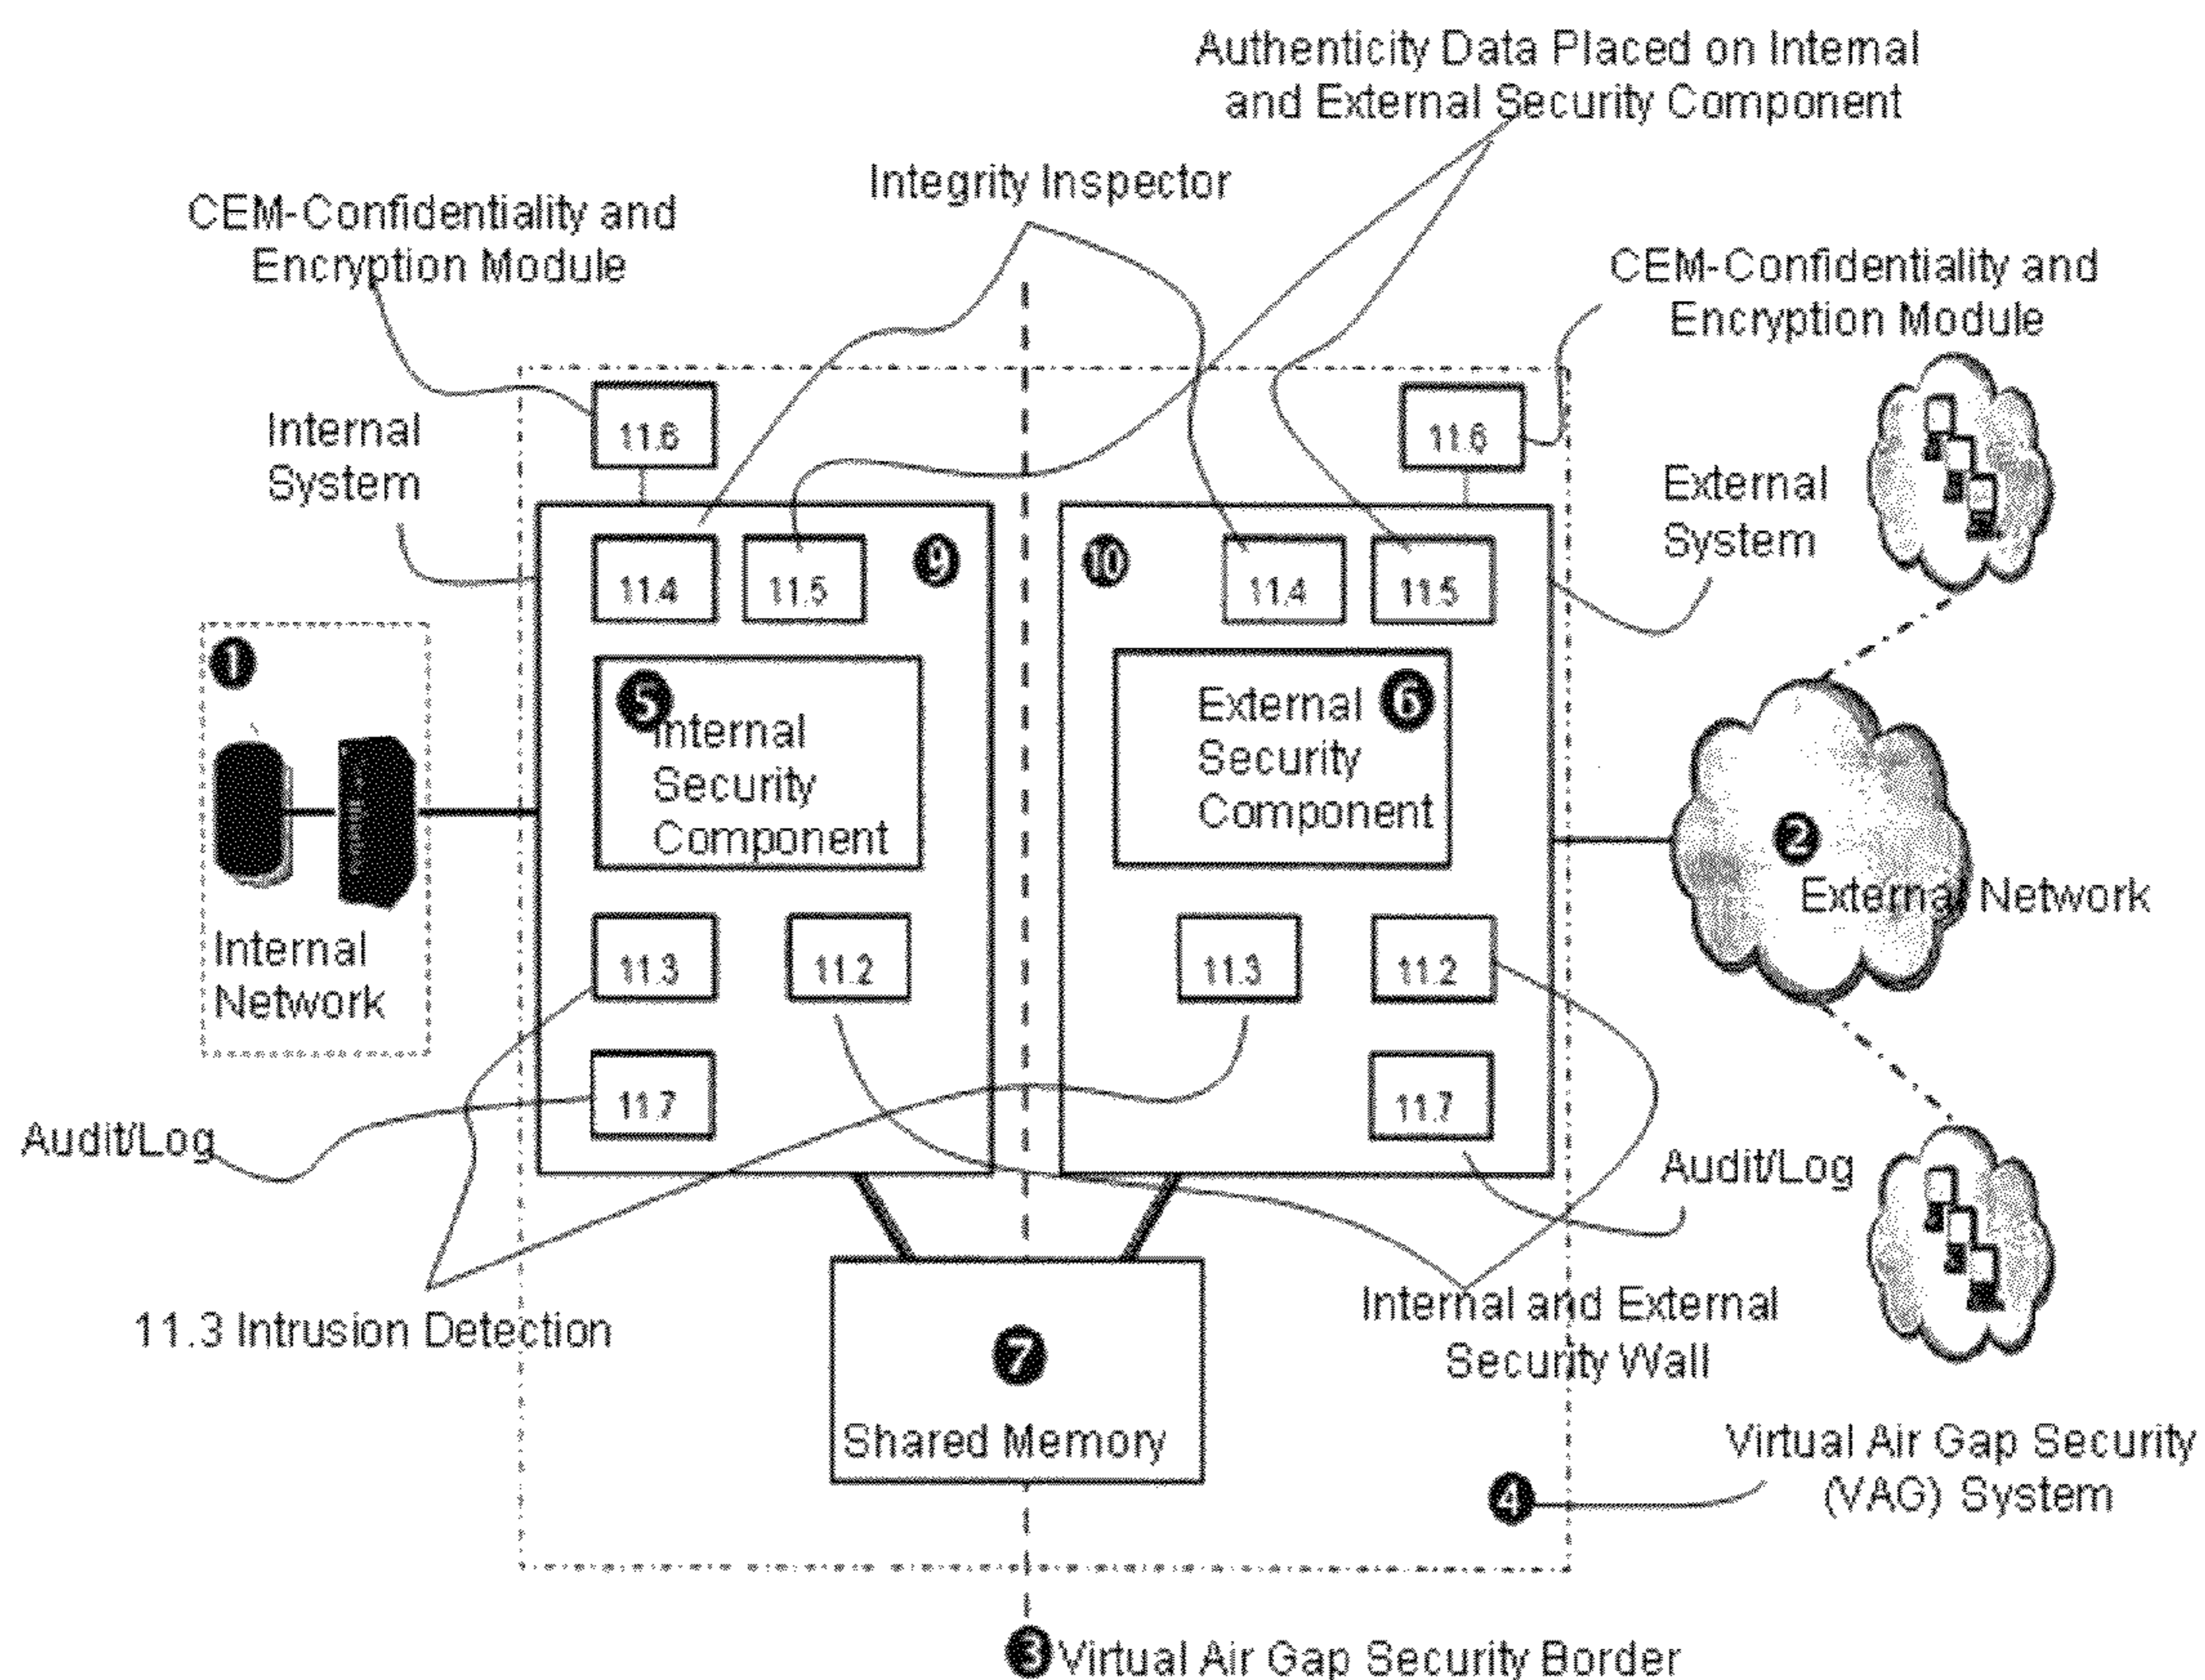 Authenticity Data Placed on Internal
and External Security Component
Integrity Inspector
CEM-Confidentiality and
Encryption Module
CEM-Confidentiality and
Encryption Module
Internal
System
11.6
11.6
External
System
11.4
11.5
9
10
11.4
11.5
1
5
Internal
Security
Component
External
Security
Component
6
2
External Network
Internal
Network
11.3
11.2
11.3
11.2
11.7
11.7
Audit/Log
Audit/Log
11.3 Intrusion Detection
Internal and External
Security Wall
7
Shared Memory
4
Virtual Air Gap Security
(VAG) System
3 Virtual Air Gap Security Border